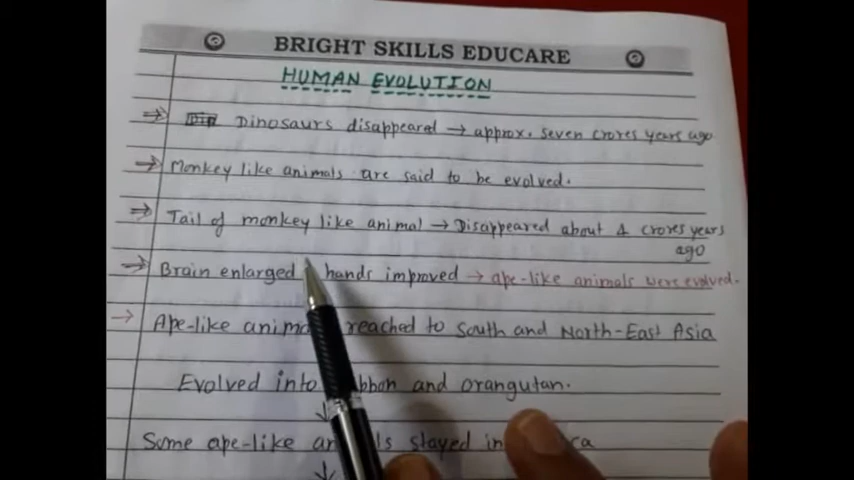 BRIGHT SKILLS EDUCARE
HUMAN EVOLUTION
⇒ Dinosaurs disappeared → approx. seven crores years ago
⇒ Monkey like animals are said to be evolved.
⇒ Tail of monkey like animal → Disappeared about 4 crores years
ago
⇒ Brain enlarged hands improved → ape-like animals were evolved.
→ Ape-like reached to South and North-East Asia
Evolved into and orangutan.
↓
Some ape-like stayed in
↓